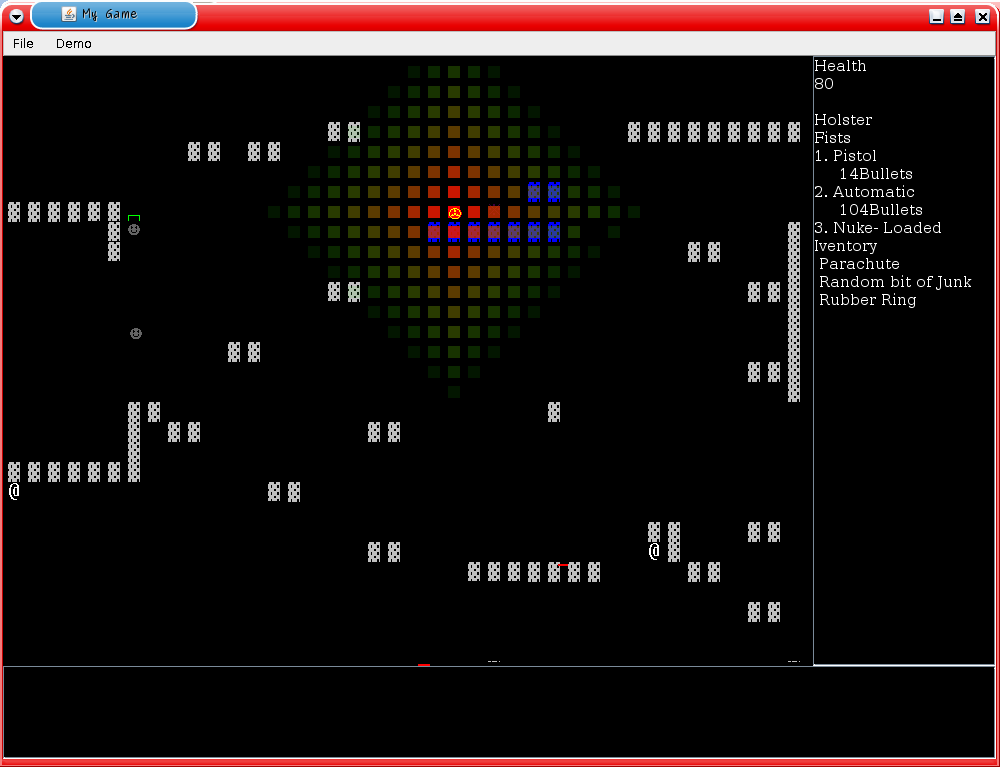 My Game
File Demo
Health
80
Holster
Fists
1. Pistol
14Bullets
2. Automatic
104Bullets
3. Nuke- Loaded
Iventory
Parachute
Random bit of Junk
Rubber Ring
@
@